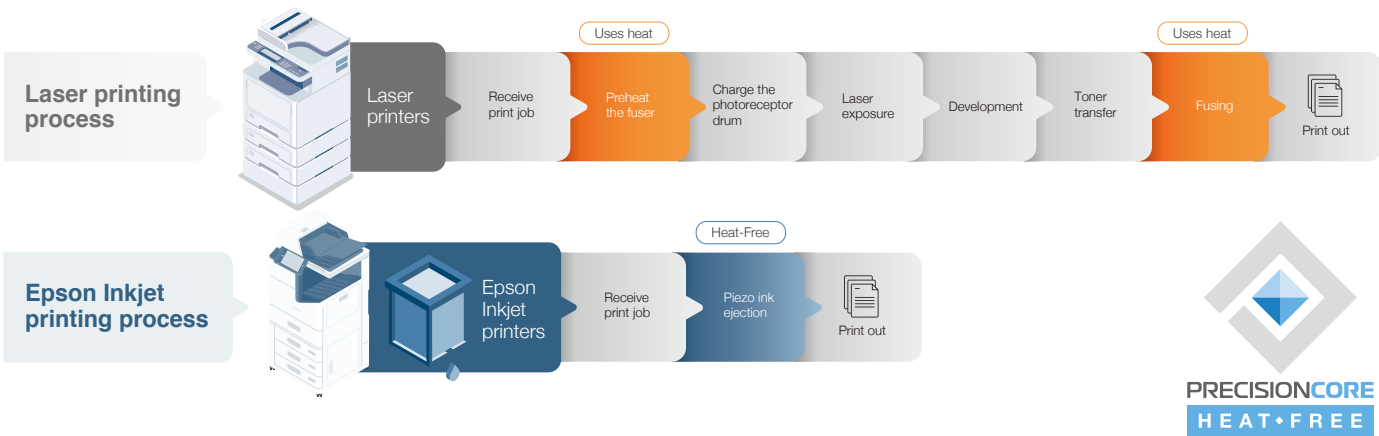 Uses heat
Uses heat
Laser printing
process
Laser
printers
Receive
print job
Preheat
the fuser
Charge the
photoreceptor
drum
Laser
exposure
Development
Toner
transfer
Fusing
Print out
Heat-Free
Epson Inkjet
printing process
Epson
Inkjet
printers
Receive
print job
Piezo ink
ejection
Print out
PRECISIONCORE
HEAT FREE